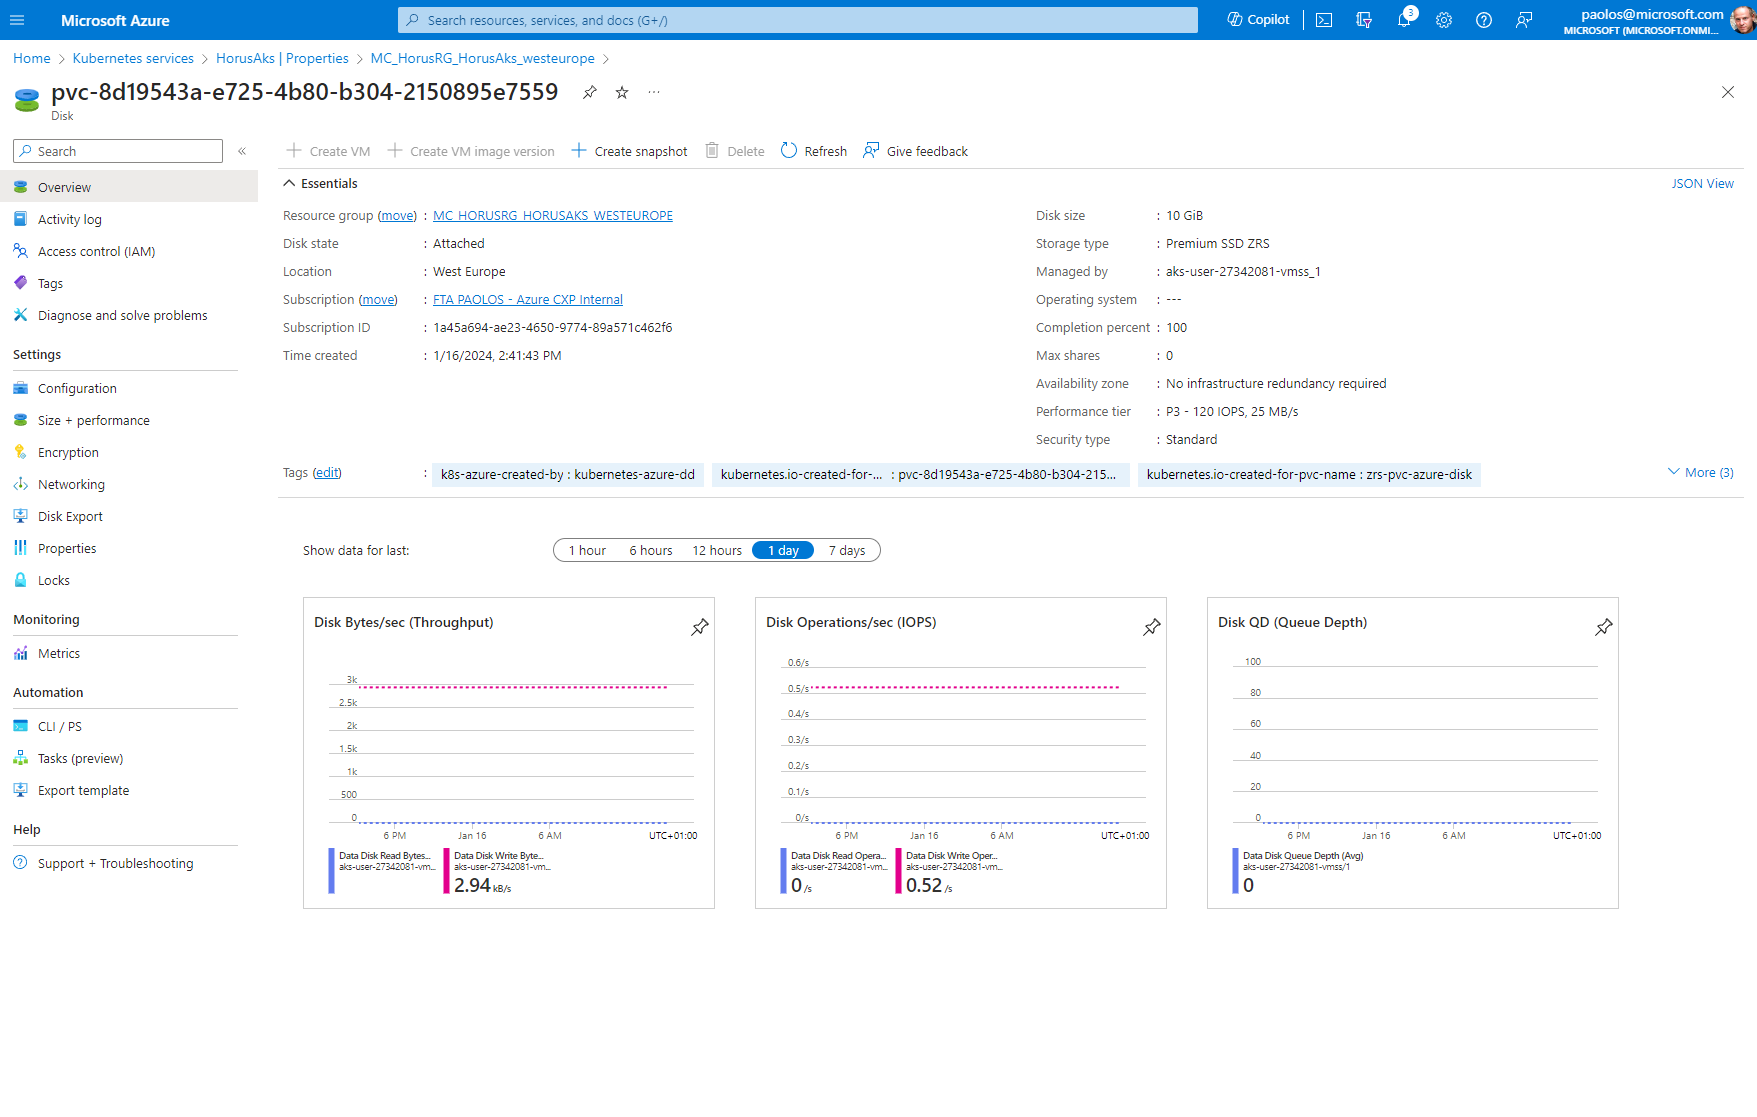 Microsoft Azure
Search resources, services, and docs (G+/)
Copilot
3
paolos@microsoft.com
MICROSOFT (MICROSOFT.ONMI...
Home > Kubernetes services > HorusAks | Properties > MC_HorusRG_HorusAks_westeurope >
pvc-8d19543a-e725-4b80-b304-2150895e7559
Disk
Search
Overview
Activity log
Access control (IAM)
Tags
Diagnose and solve problems
Settings
Configuration
Size + performance
Encryption
Networking
Disk Export
Properties
Locks
Monitoring
Metrics
Automation
CLI / PS
Tasks (preview)
Export template
Help
Support + Troubleshooting
Create VM
Create VM image version
Create snapshot
Delete
Refresh
Give feedback
Essentials
JSON View
Resource group (move) : MC_HORUSRG_HORUSAKS_WESTEUROPE
Disk state : Attached
Location : West Europe
Subscription (move) : FTA PAOLOS - Azure CXP Internal
Subscription ID : 1a45a694-ae23-4650-9774-89a571c462f6
Time created : 1/16/2024, 2:41:43 PM
Disk size : 10 GiB
Storage type : Premium SSD ZRS
Managed by : aks-user-27342081-vmss_1
Operating system : ---
Completion percent : 100
Max shares : 0
Availability zone : No infrastructure redundancy required
Performance tier : P3 - 120 IOPS, 25 MB/s
Security type : Standard
Tags (edit) : k8s-azure-created-by : kubernetes-azure-dd kubernetes.io-created-for-... : pvc-8d19543a-e725-4b80-b304-215... kubernetes.io-created-for-pvc-name : zrs-pvc-azure-disk
More (3)
Show data for last:
1 hour 6 hours 12 hours 1 day 7 days
Disk Bytes/sec (Throughput)
3k
2.5k
2k
1.5k
1k
500
0
6 PM Jan 16 6 AM UTC+01:00
Data Disk Read Bytes...
aks-user-27342081-vm...
Data Disk Write Byte...
aks-user-27342081-vm...
2.94 kB/s
Disk Operations/sec (IOPS)
0.6/s
0.5/s
0.4/s
0.3/s
0.2/s
0.1/s
0/s
6 PM Jan 16 6 AM UTC+01:00
Data Disk Read Opera...
aks-user-27342081-vm...
0 /s
Data Disk Write Oper...
aks-user-27342081-vm...
0.52 /s
Disk QD (Queue Depth)
100
80
60
40
20
0
6 PM Jan 16 6 AM UTC+01:00
Data Disk Queue Depth (Avg)
aks-user-27342081-vmss/1
0